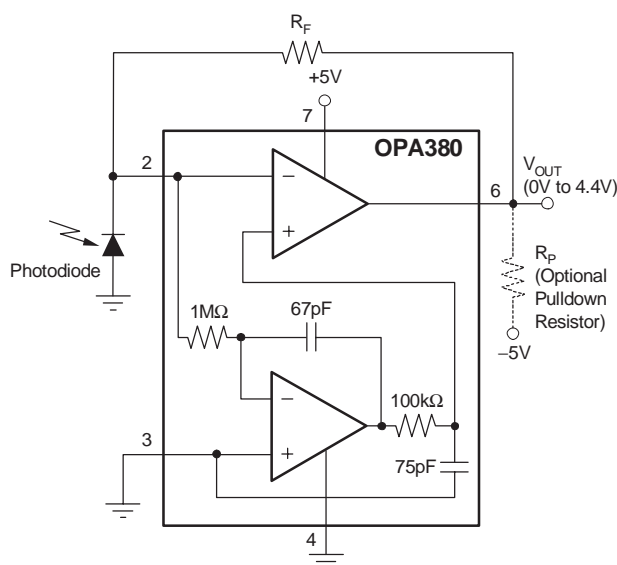 R_F
+5V
7
OPA380
2
6
V_OUT
(0V to 4.4V)
−
+
Photodiode
R_P
(Optional
Pulldown
Resistor)
−5V
1MΩ
67pF
−
+
100kΩ
3
75pF
4